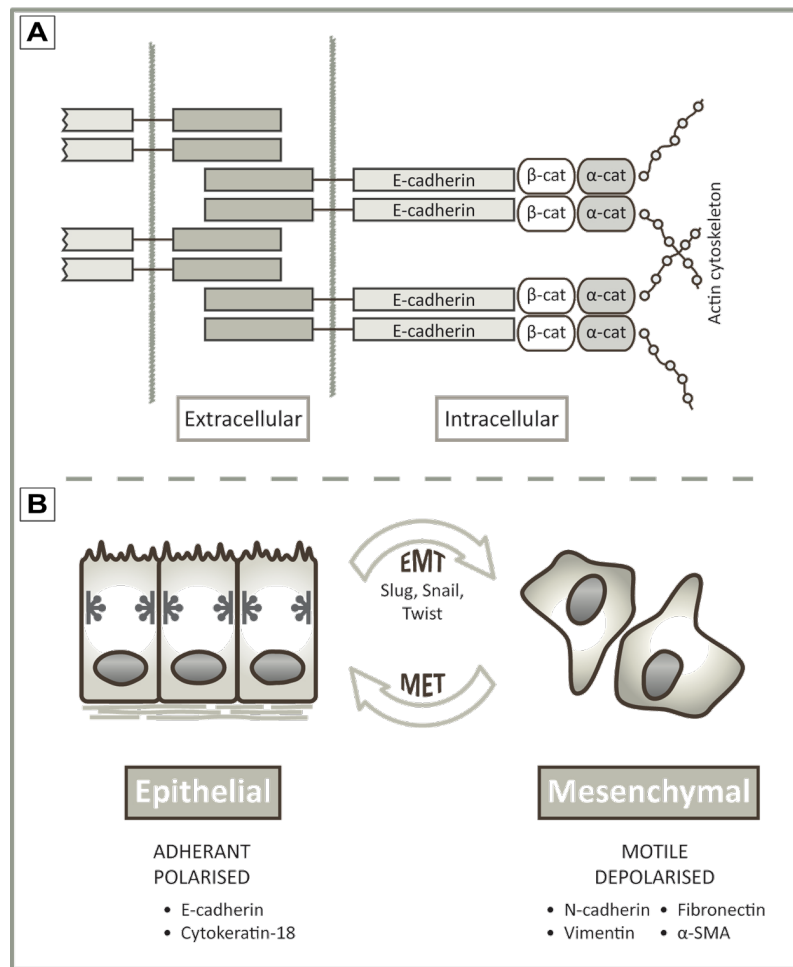 A
E-cadherin β-cat α-cat
E-cadherin β-cat α-cat
E-cadherin β-cat α-cat
E-cadherin β-cat α-cat
Actin cytoskeleton
Extracellular
Intracellular
B
EMT
Slug, Snail,
Twist
MET
Epithelial
ADHERANT
POLARISED
• E-cadherin
• Cytokeratin-18
Mesenchymal
MOTILE
DEPOLARISED
• N-cadherin • Fibronectin
• Vimentin • α-SMA